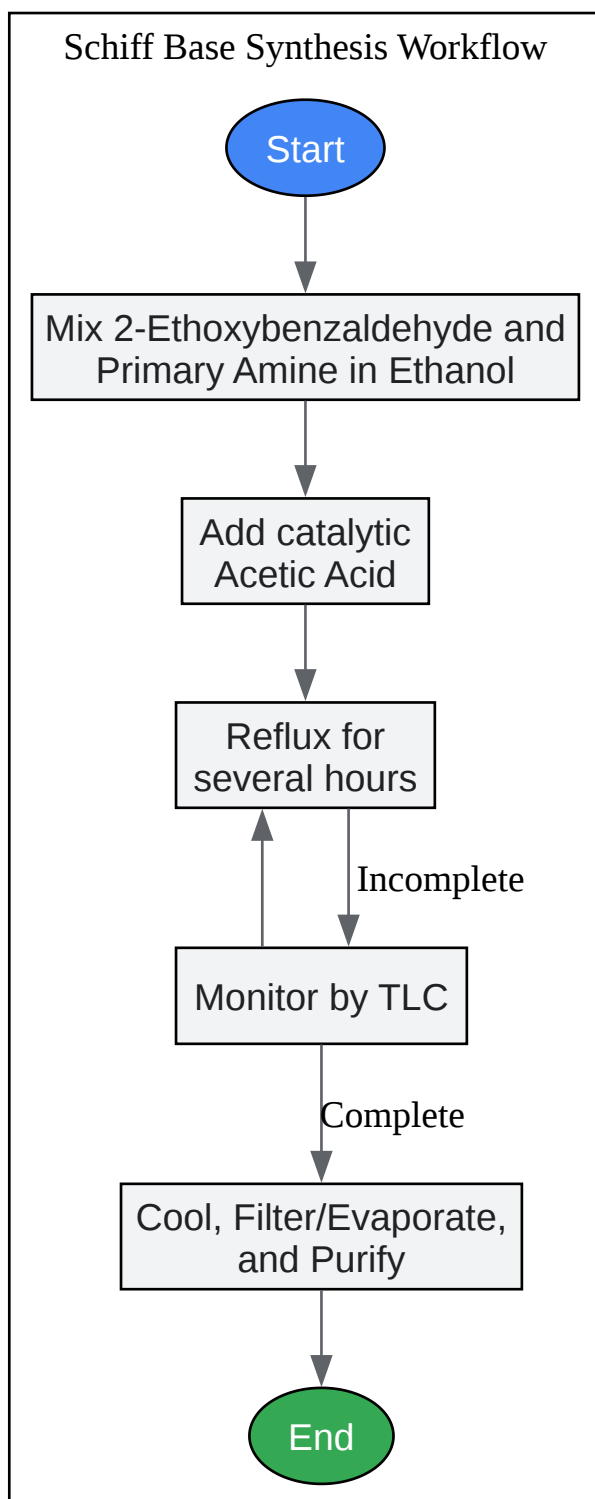 Schiff Base Synthesis Workflow
Start
Mix 2-Ethoxybenzaldehyde and
Primary Amine in Ethanol
Add catalytic
Acetic Acid
Reflux for
several hours
Incomplete
Monitor by TLC
Complete
Cool, Filter/Evaporate,
and Purify
End